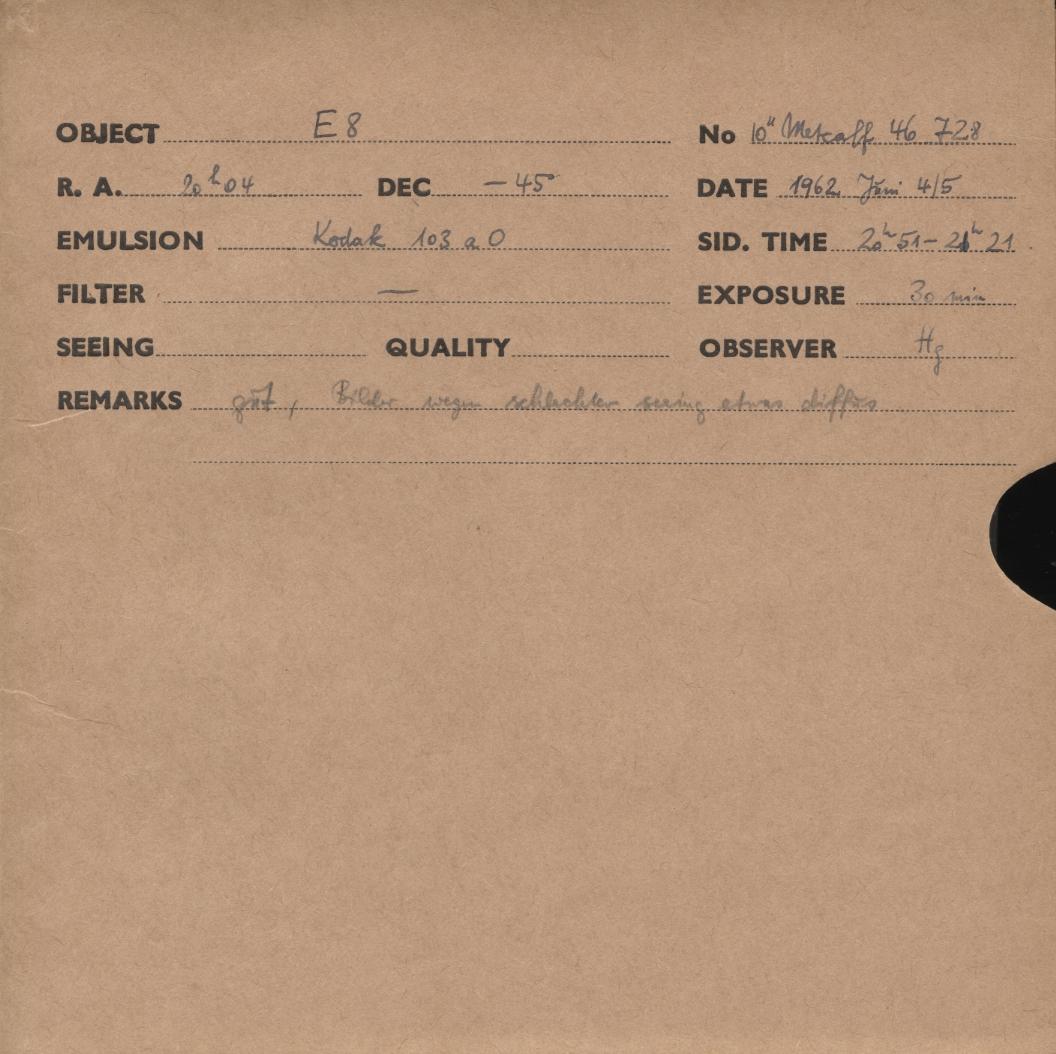 OBJECT E8 No 10" Metcalf 46 728
R. A. 20h04 DEC -45° DATE 1962 Juni 4/5
EMULSION Kodak 103 a O SID. TIME 20h51-21h21
FILTER — EXPOSURE 30 min
SEEING QUALITY OBSERVER Hg
REMARKS gut, Bilder wegen schlechtem seeing etwas diffus